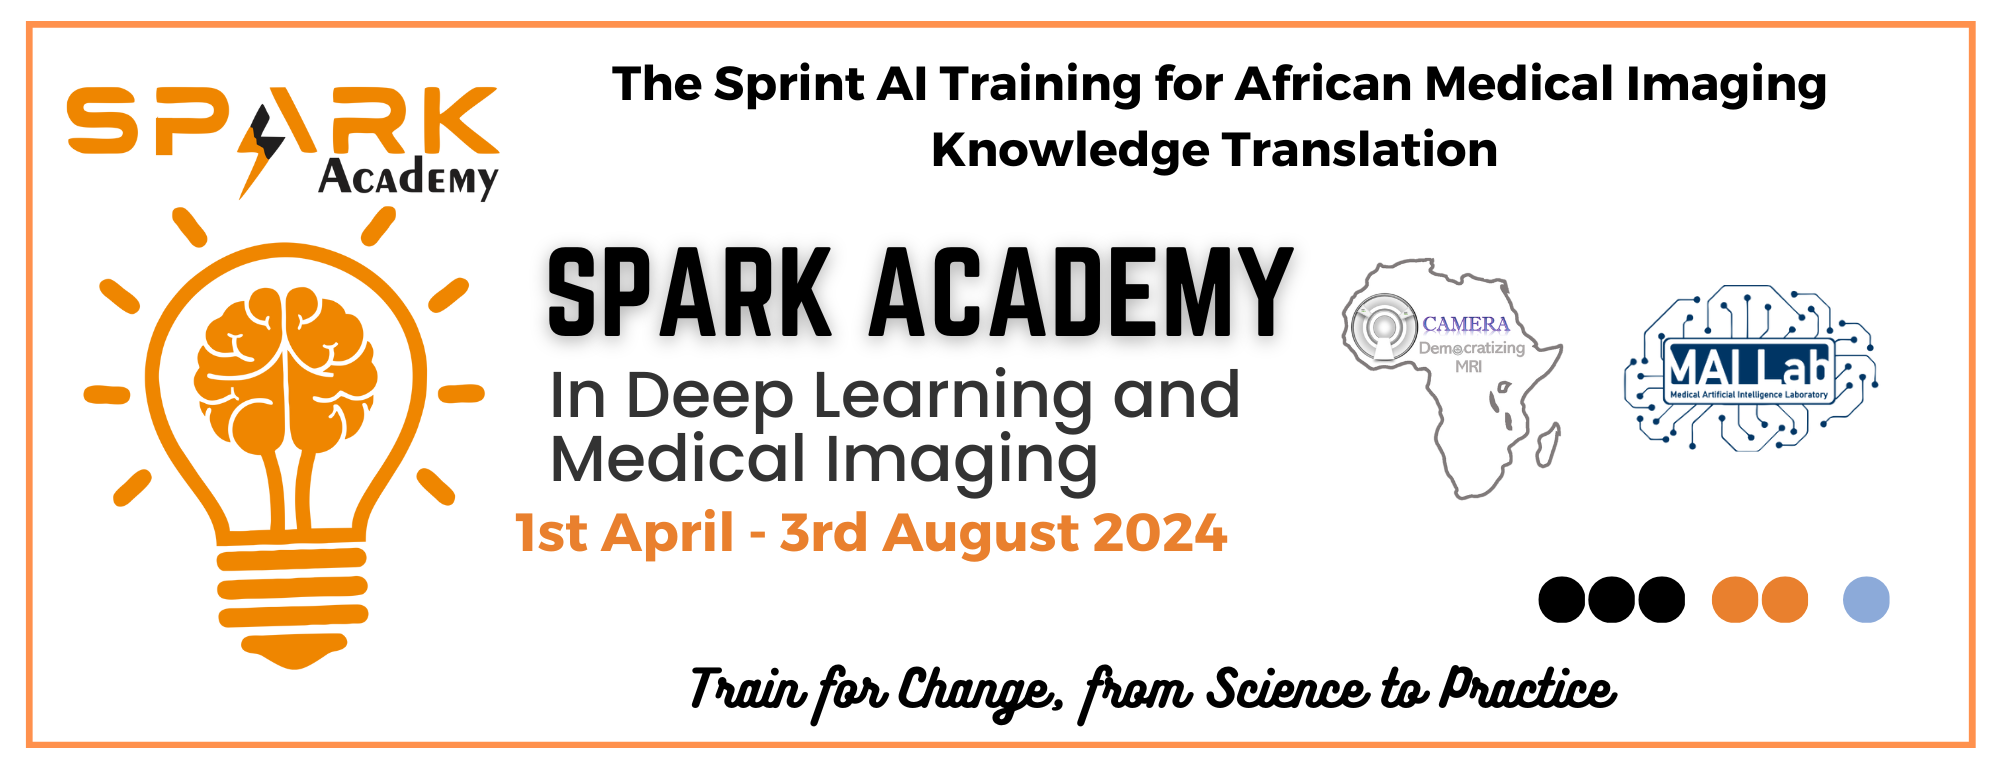 SPARK
Academy
The Sprint AI Training for African Medical Imaging
Knowledge Translation
SPARK ACADEMY
In Deep Learning and
Medical Imaging
1st April - 3rd August 2024
CAMERA
Democratizing
MRI
MAI Lab
Medical Artificial Intelligence Laboratory
Train for Change, from Science to Practice